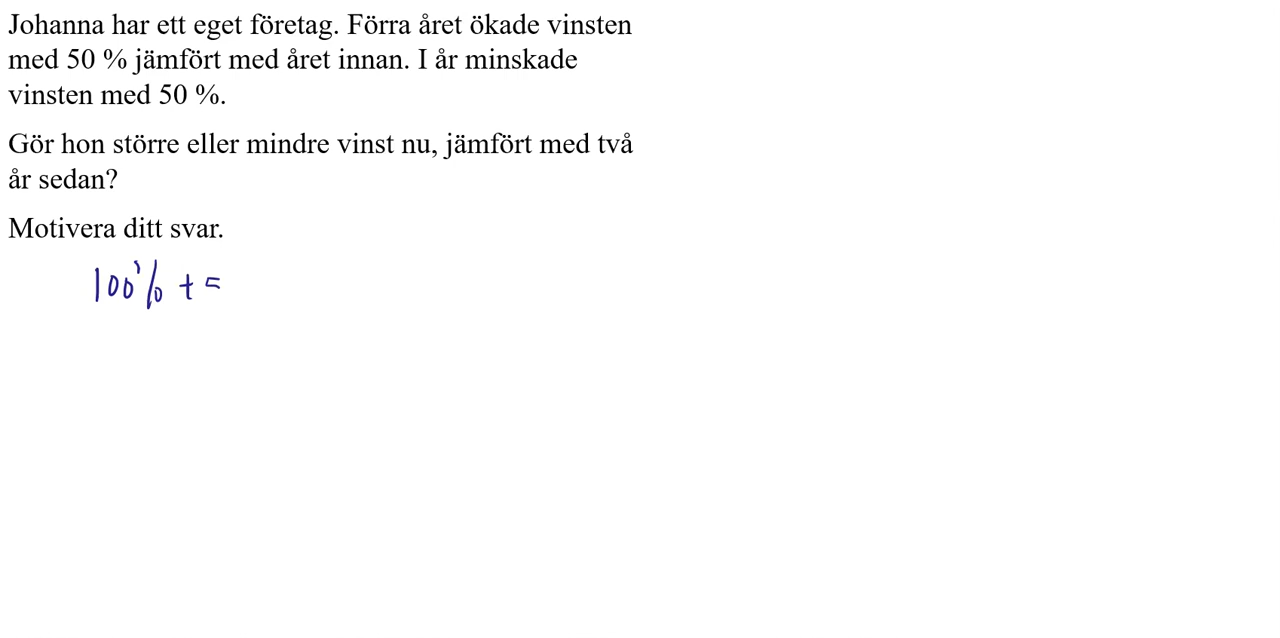 Johanna har ett eget företag. Förra året ökade vinsten
med 50 % jämfört med året innan. I år minskade
vinsten med 50 %.
Gör hon större eller mindre vinst nu, jämfört med två
år sedan?
Motivera ditt svar.
100% + =